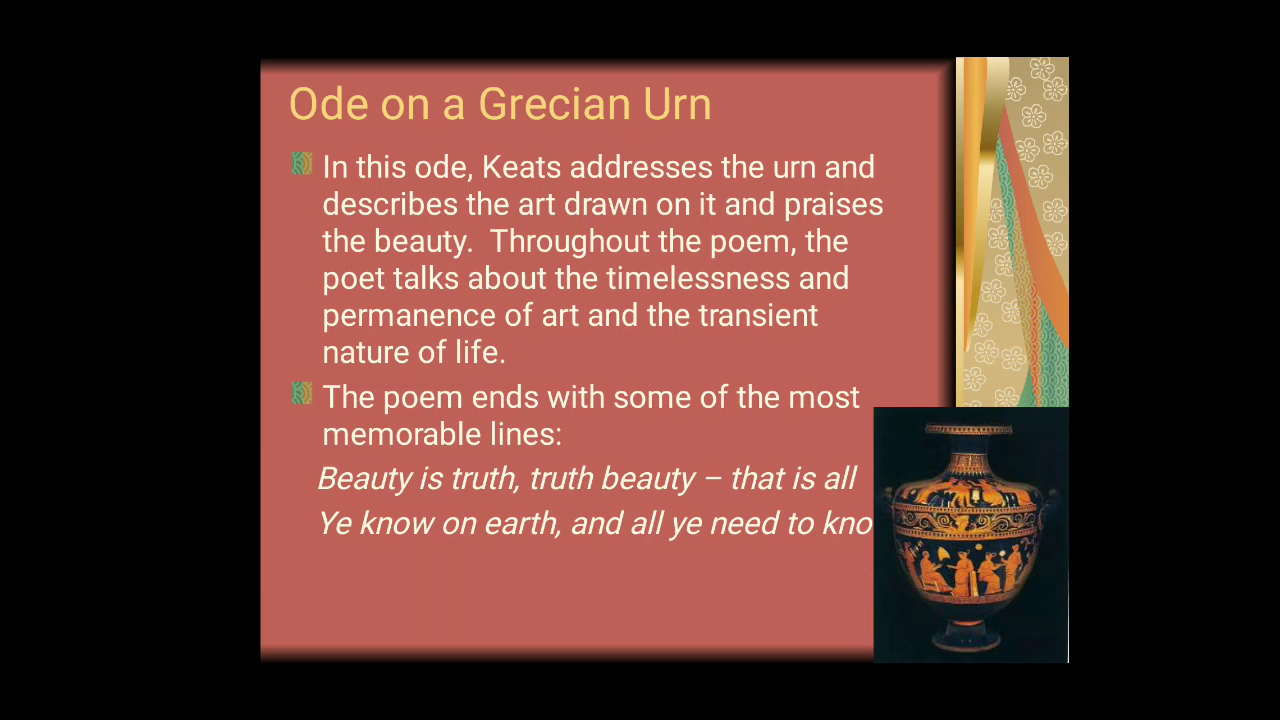 Ode on a Grecian Urn
In this ode, Keats addresses the urn and
describes the art drawn on it and praises
the beauty.  Throughout the poem, the
poet talks about the timelessness and
permanence of art and the transient
nature of life.
The poem ends with some of the most
memorable lines:
Beauty is truth, truth beauty – that is all
Ye know on earth, and all ye need to kno